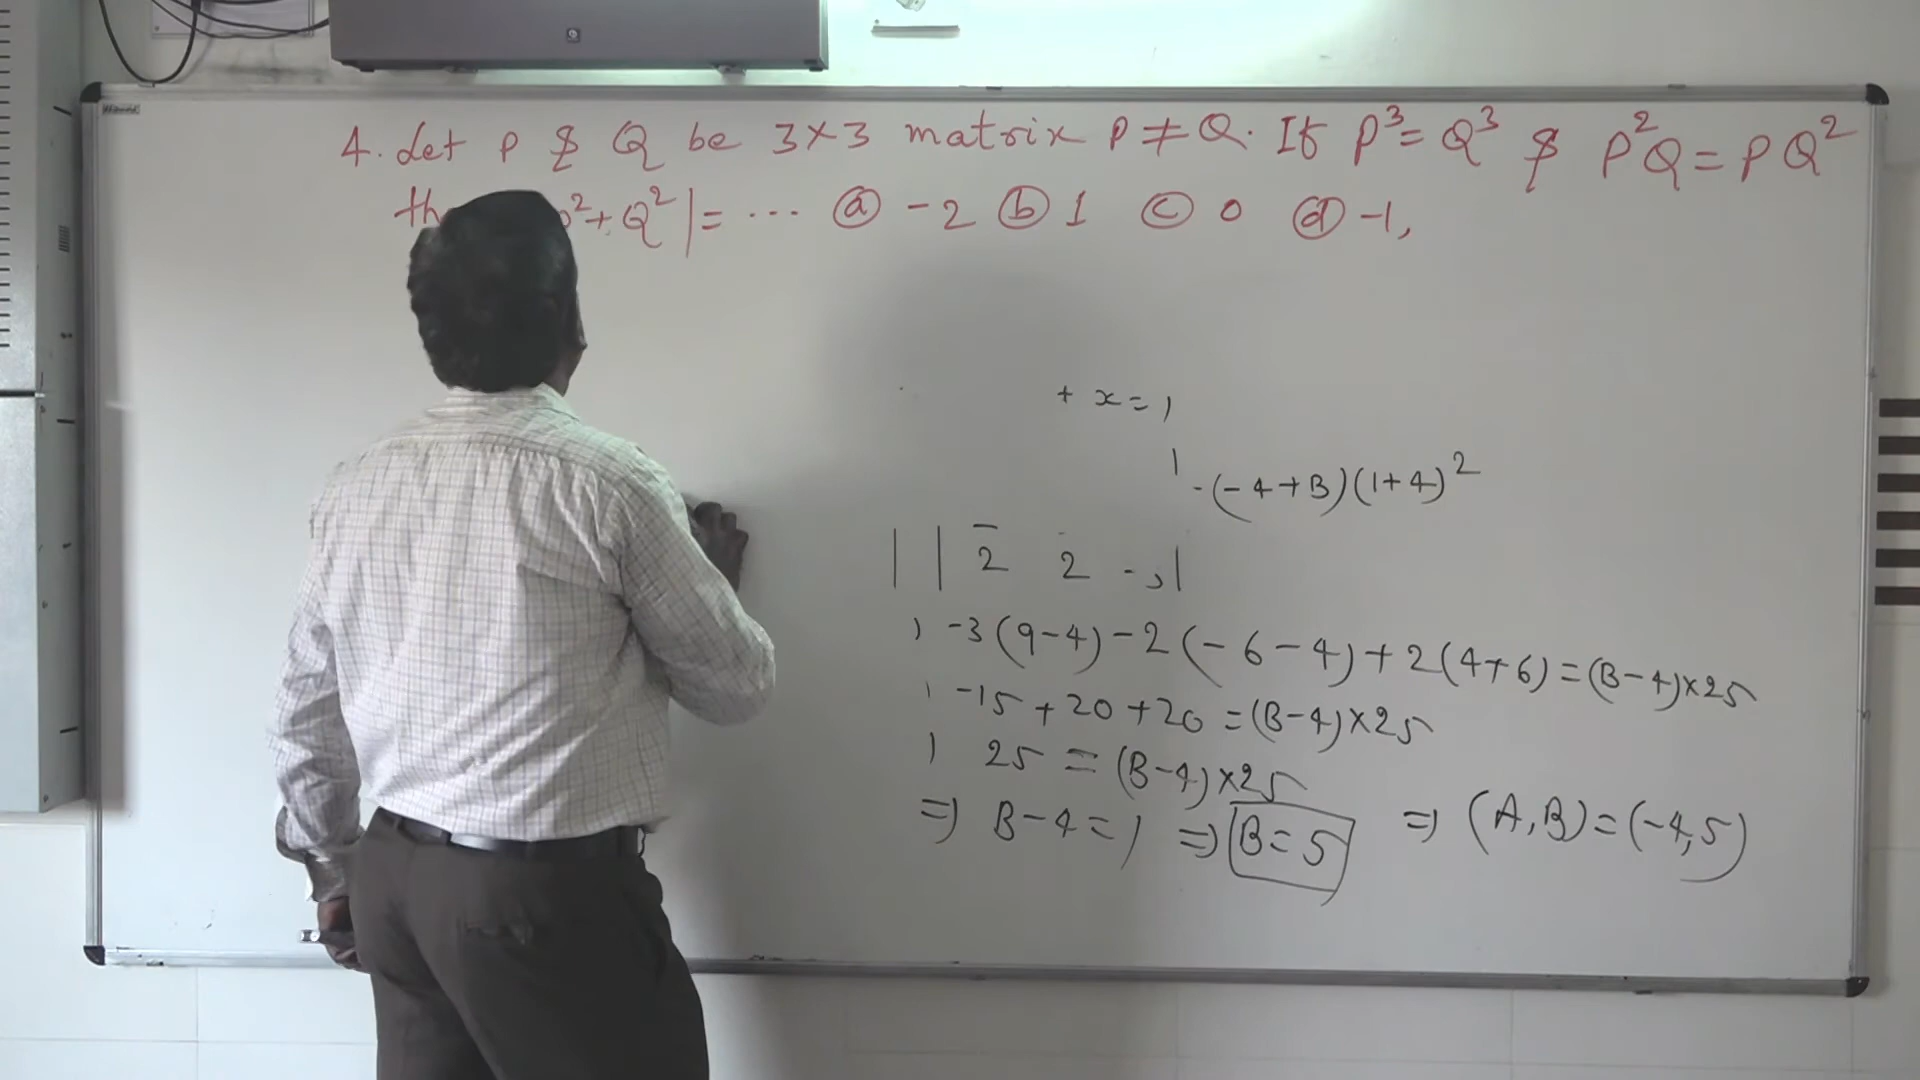 4. Let P & Q be 3×3 matrix P ≠ Q. If P³ = Q³ & P²Q = PQ²
th P² + Q² | = ... ⓐ -2 ⓑ 1 ⓒ 0 ⓓ -1,
+ x = 1
-(-4+B)(1+4)²
2 2
-3(9-4)-2(-6-4)+2(4+6)=(B-4)×25
-15+20+20=(B-4)×25
25=(B-4)×25
⇒ B-4=1 ⇒ B=5 ⇒ (A,B)=(-4,5)